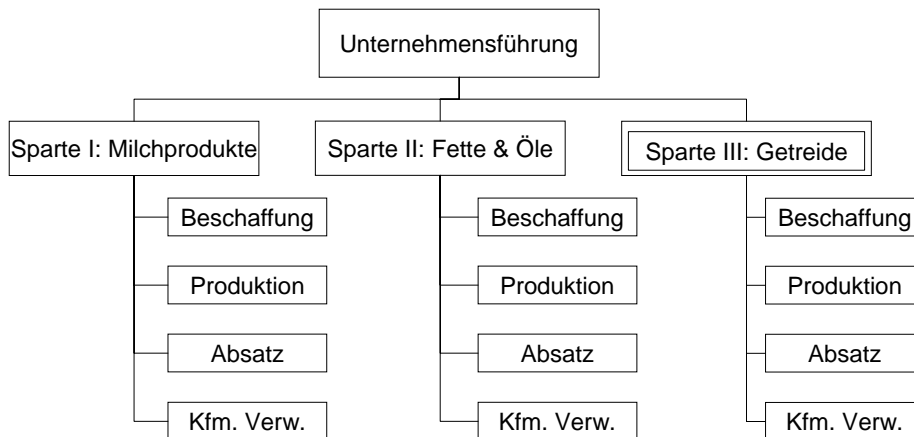 Unternehmensführung
Sparte I: Milchprodukte
Sparte II: Fette & Öle
Sparte III: Getreide
Beschaffung
Beschaffung
Beschaffung
Produktion
Produktion
Produktion
Absatz
Absatz
Absatz
Kfm. Verw.
Kfm. Verw.
Kfm. Verw.